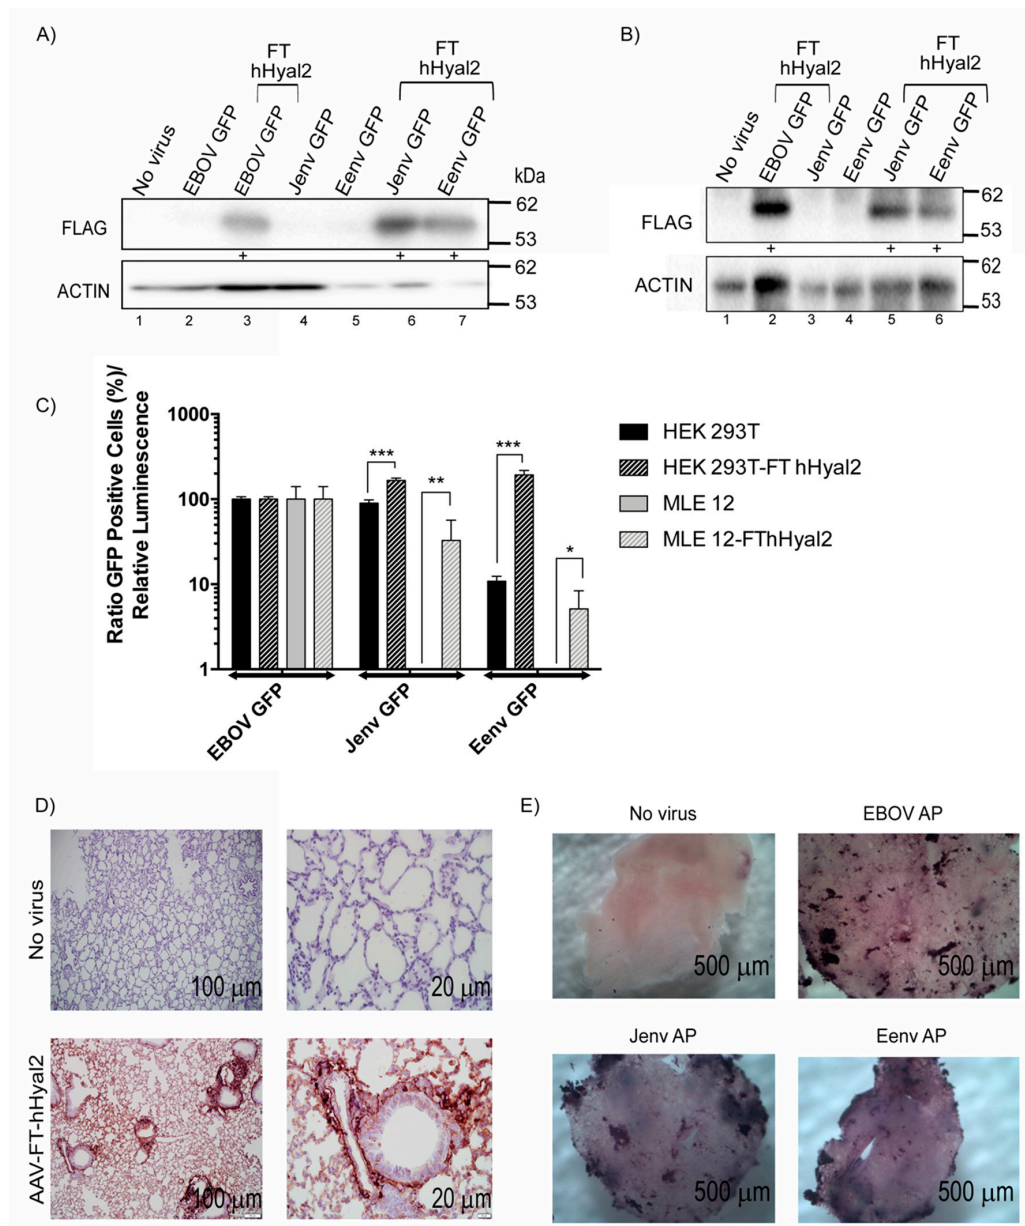 A)
FT
hHyal2
FT
hHyal2
No virus
EBOV GFP
EBOV GFP
Jenv GFP
Eenv GFP
Jenv GFP
Eenv GFP
kDa
FLAG
62
53
+ + +
ACTIN
62
53
1 2 3 4 5 6 7
B)
FT
hHyal2
FT
hHyal2
No virus
EBOV GFP
Jenv GFP
Eenv GFP
Jenv GFP
Eenv GFP
FLAG
62
53
+ + +
ACTIN
62
53
1 2 3 4 5 6
C)
Ratio GFP Positive Cells (%)/
Relative Luminescence
1000
100
10
1
*** ** *** *
EBOV GFP
Jenv GFP
Eenv GFP
HEK 293T
HEK 293T-FT hHyal2
MLE 12
MLE 12-FThHyal2
D)
No virus
100 μm
20 μm
AAV-FT-hHyal2
100 μm
20 μm
E)
No virus
EBOV AP
500 μm
500 μm
Jenv AP
Eenv AP
500 μm
500 μm